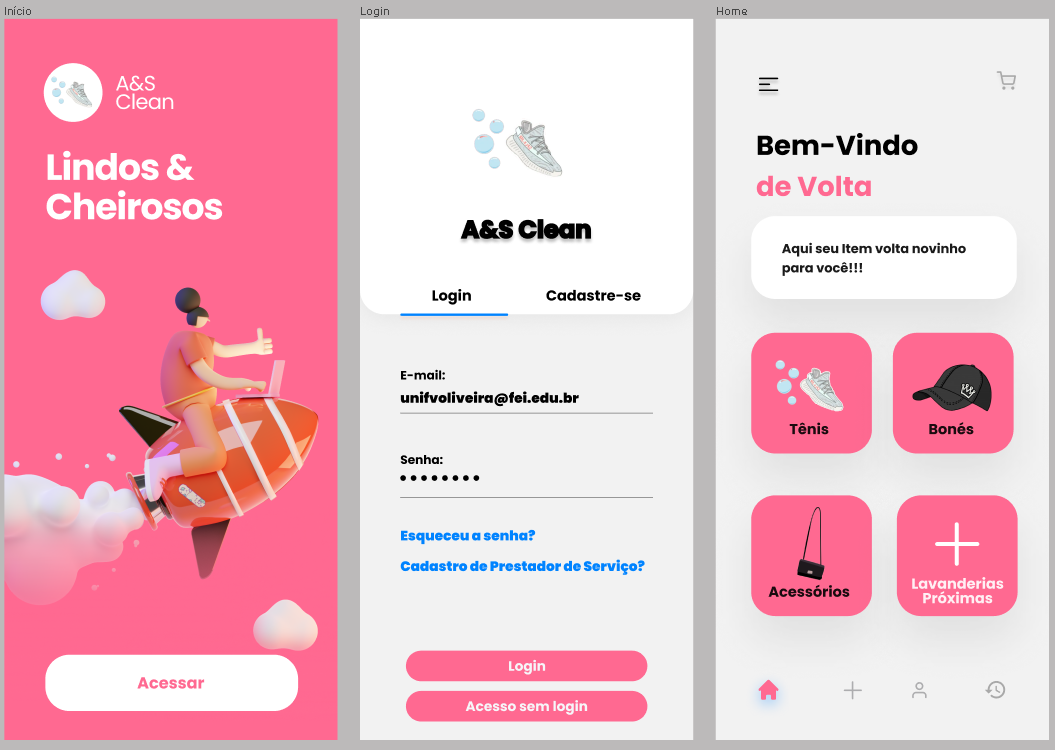 Início
A&S
Clean
Lindos &
Cheirosos
Acessar
Login
A&S Clean
Login
Cadastre-se
E-mail:
unifvoliveira@fei.edu.br
Senha:
Esqueceu a senha?
Cadastro de Prestador de Serviço?
Login
Acesso sem login
Home
Bem-Vindo
de Volta
Aqui seu Item volta novinho
para você!!!
Tênis
Bonés
Acessórios
Lavanderias
Próximas